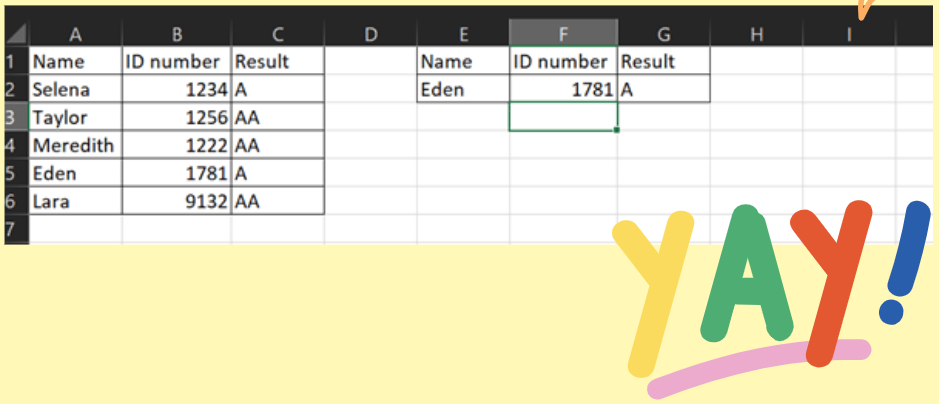 A B C D E F G H I
1 Name ID number Result Name ID number Result
2 Selena 1234 A Eden 1781 A
3 Taylor 1256 AA
4 Meredith 1222 AA
5 Eden 1781 A
6 Lara 9132 AA
7
YAY!